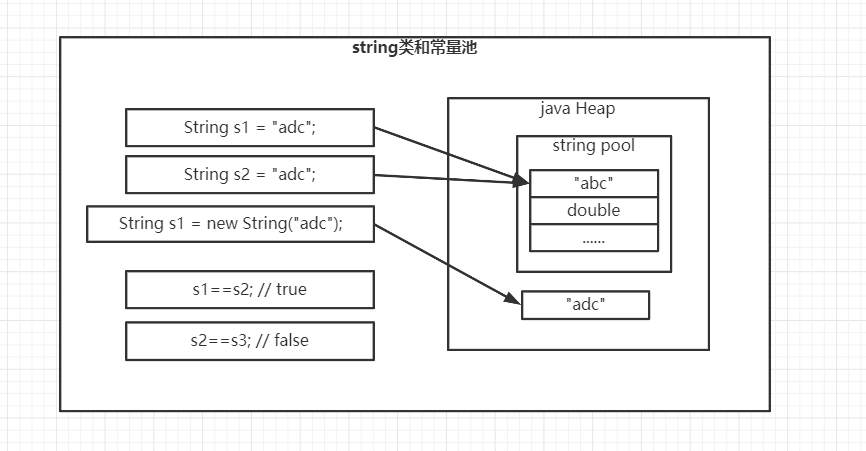 string类和常量池
java Heap
String s1 = "adc";
string pool
String s2 = "adc";
"abc"
double
String s1 = new String("adc");
......
s1==s2; // true
"adc"
s2==s3; // false